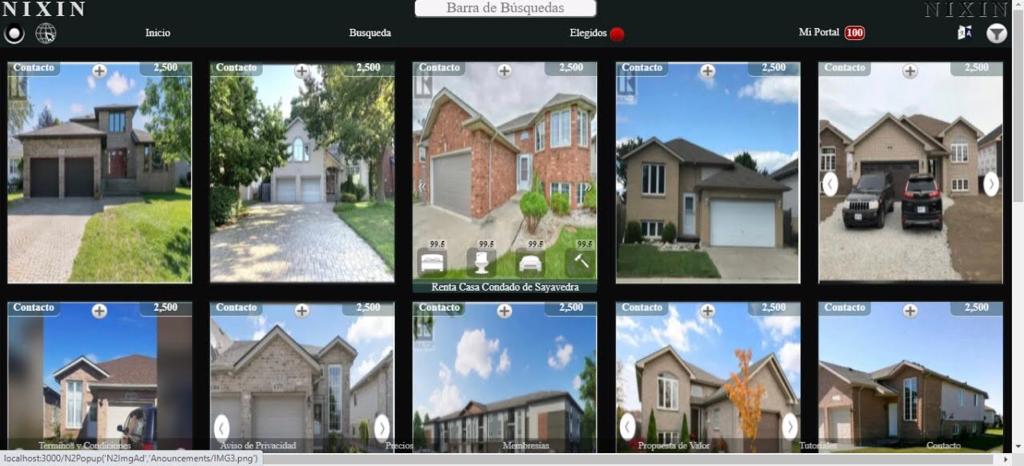 NIXIN
Barra de Búsquedas
NIXIN
Inicio
Busqueda
Elegidos
Mi Portal 100
Contacto 2,500
Contacto 2,500
Contacto 2,500
Contacto 2,500
Contacto 2,500
99.5 99.5 99.5 99.5
Renta Casa Condado de Sayavedra
Contacto 2,500
Contacto 2,500
Contacto 2,500
Contacto 2,500
Contacto 2,500
Terminos y Condiciones
Aviso de Privacidad
Precios
Membresias
Propuesta de Valor
Tutoriales
Contacto
localhost:3000/N2Popup('N2ImgAd','Anouncements/IMG3.png')